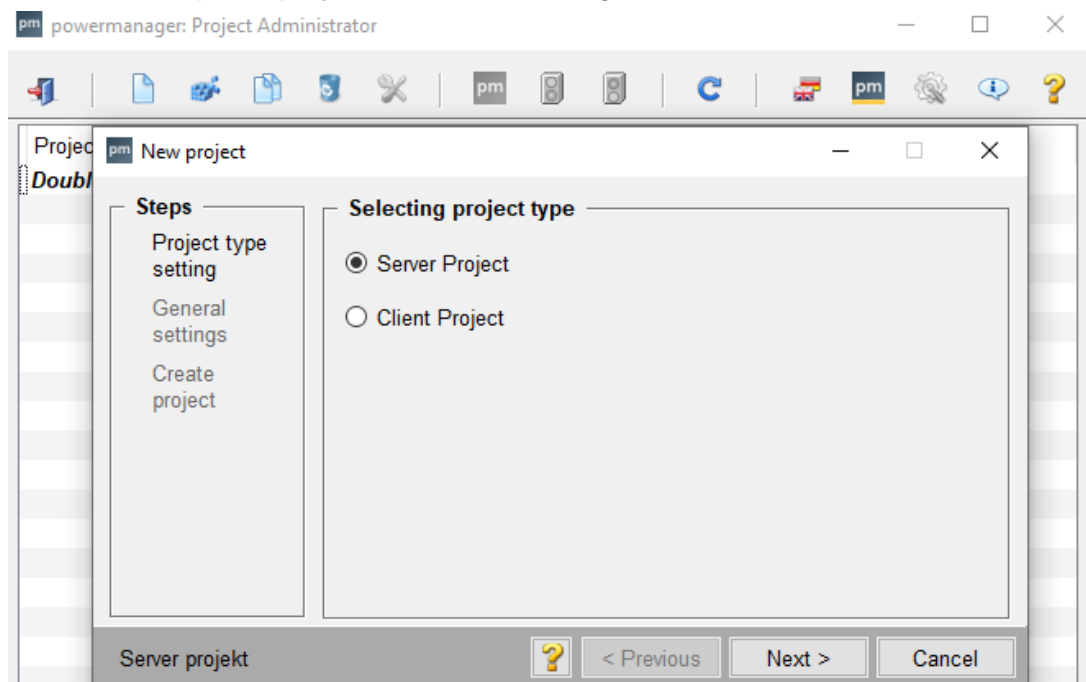 pm powermanager: Project Administrator
pm
pm
Projec
Doubl
pm New project
Steps
Project type
setting
General
settings
Create
project
Selecting project type
Server Project
Client Project
Server projekt
< Previous
Next >
Cancel